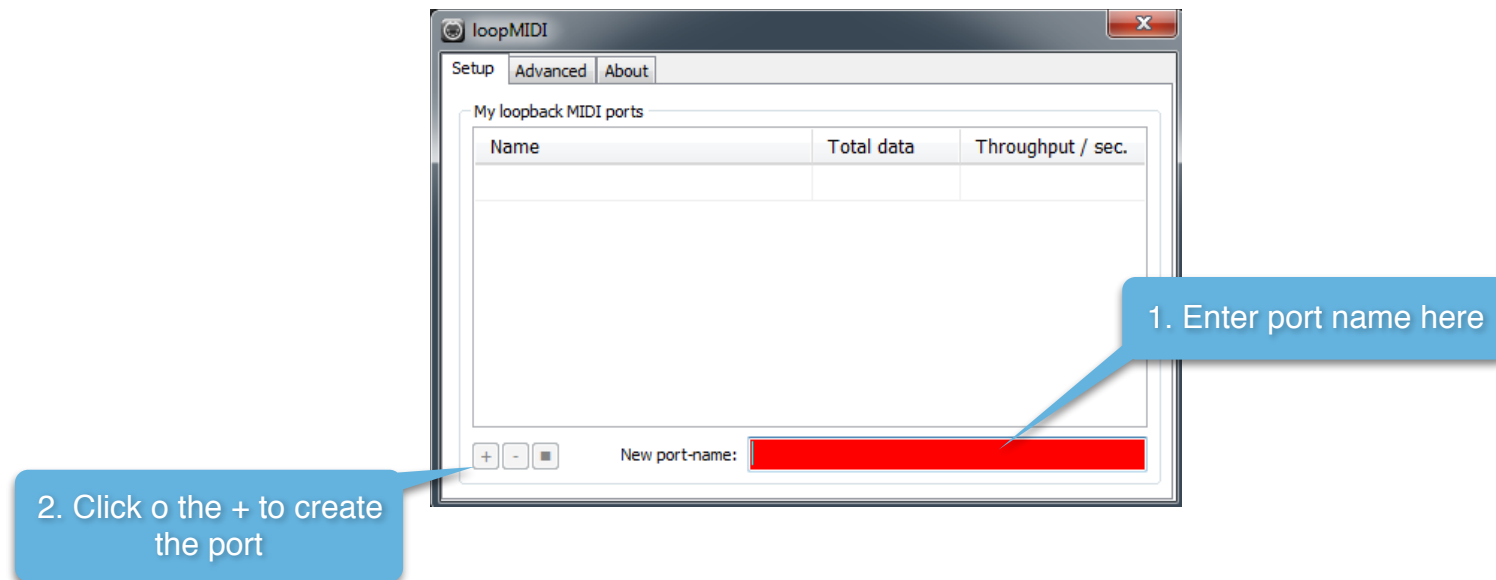 loopMIDI
Setup Advanced About
My loopback MIDI ports
Name Total data Throughput / sec.
1. Enter port name here
+ - ■ New port-name:
2. Click o the + to create
the port